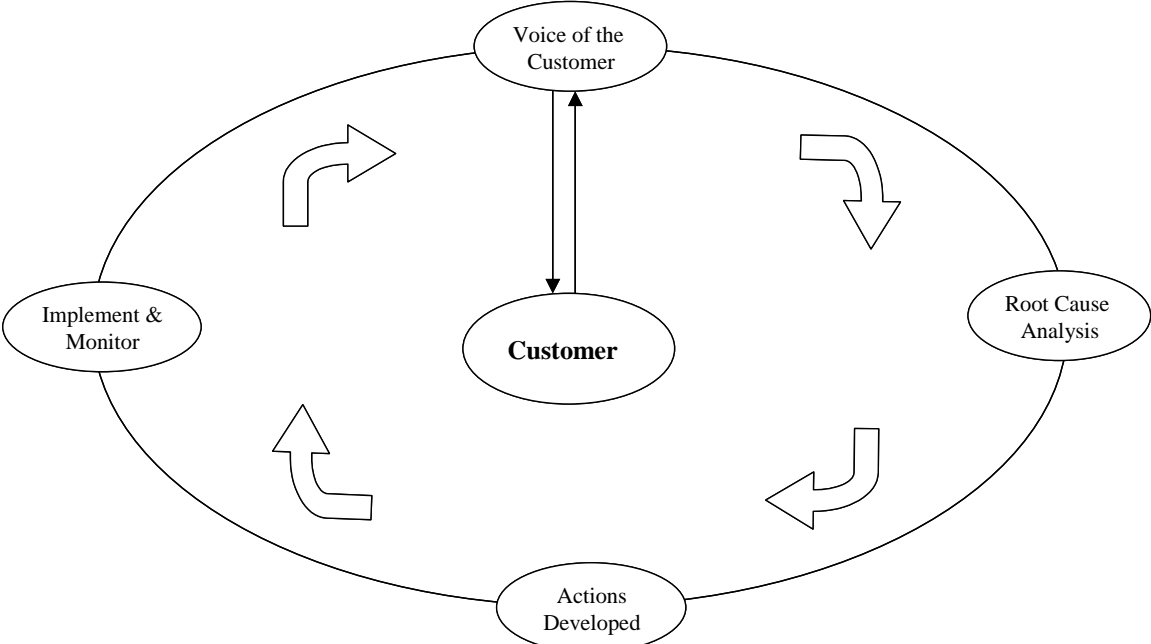 Voice of the
Customer
Implement &
Monitor
Root Cause
Analysis
Customer
Actions
Developed